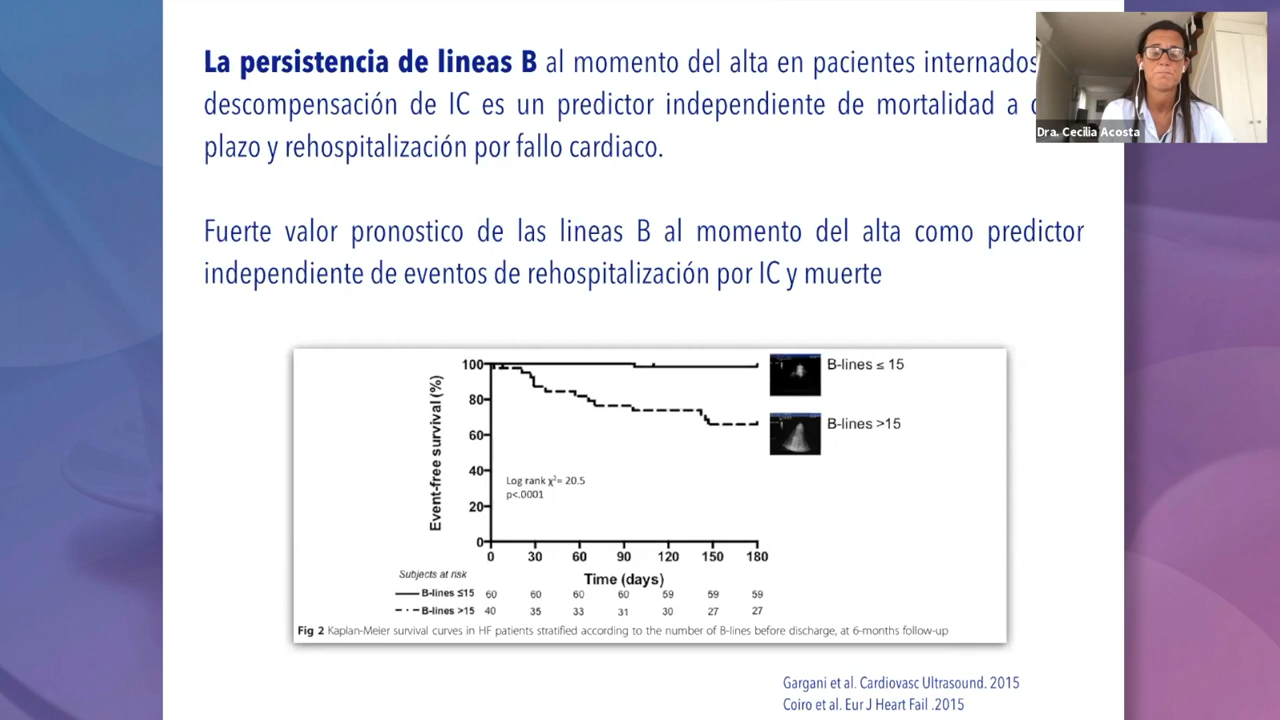 La persistencia de lineas B al momento del alta en pacientes internados
descompensación de IC es un predictor independiente de mortalidad a
plazo y rehospitalización por fallo cardiaco.
Dra. Cecilia Acosta
Fuerte valor pronostico de las lineas B al momento del alta como predictor
independiente de eventos de rehospitalización por IC y muerte
Event-free survival (%)
100
80
60
40
20
0
Log rank χ²= 20.5
p<.0001
0 30 60 90 120 150 180
Time (days)
B-lines ≤ 15
B-lines >15
Subjects at risk
B-lines ≤15 60 60 60 60 59 59 59
B-lines >15 40 35 33 31 30 27 27
Fig 2 Kaplan-Meier survival curves in HF patients stratified according to the number of B-lines before discharge, at 6-months follow-up
Gargani et al. Cardiovasc Ultrasound. 2015
Coiro et al. Eur J Heart Fail .2015